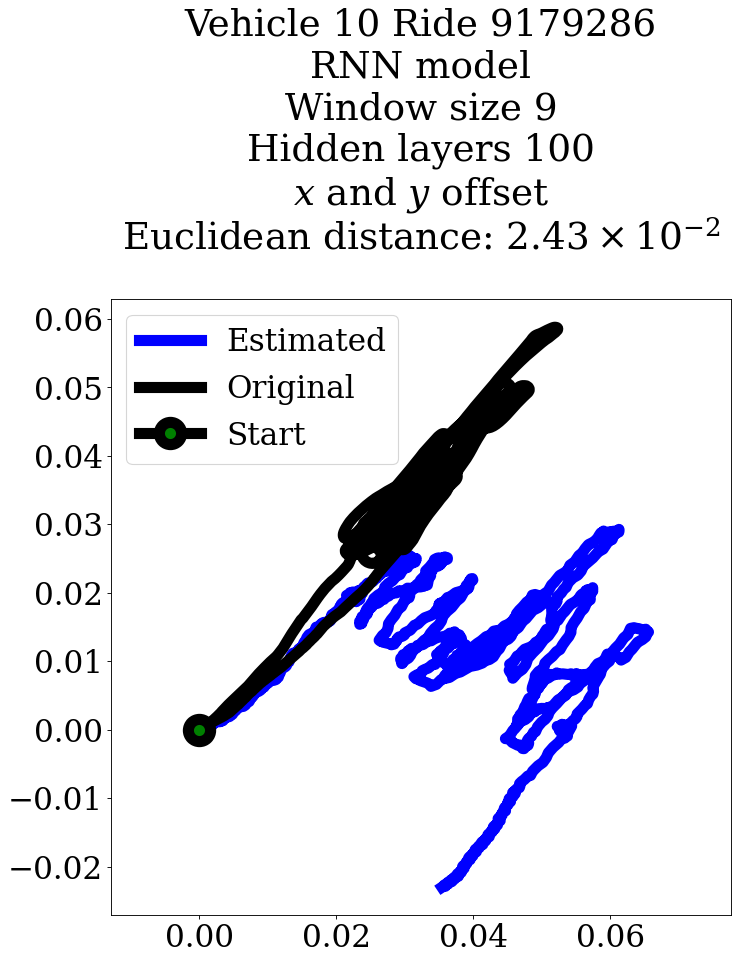 Vehicle 10 Ride 9179286
RNN model
Window size 9
Hidden layers 100
x and y offset
Euclidean distance: 2.43 × 10⁻²
Estimated
Original
Start
0.06
0.05
0.04
0.03
0.02
0.01
0.00
−0.01
−0.02
0.00 0.02 0.04 0.06